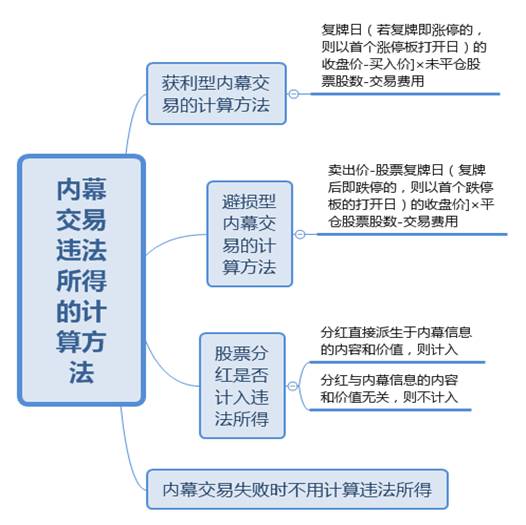 内幕
交易
违法
所得
的计
算方
法
获利型内幕交
易的计算方法
复牌日（若复牌即涨停的，
则以首个涨停板打开日）的
收盘价-买入价]×未平仓股
票股数-交易费用
避损型
内幕交
易的计
算方法
卖出价-股票复牌日（复牌
后即跌停的，则以首个跌停
板的打开日）的收盘价]×平
仓股票股数-交易费用
股票分
红是否
计入违
法所得
分红直接派生于内幕信息
的内容和价值，则计入
分红与内幕信息的内容
和价值无关，则不计入
内幕交易失败时不用计算违法所得